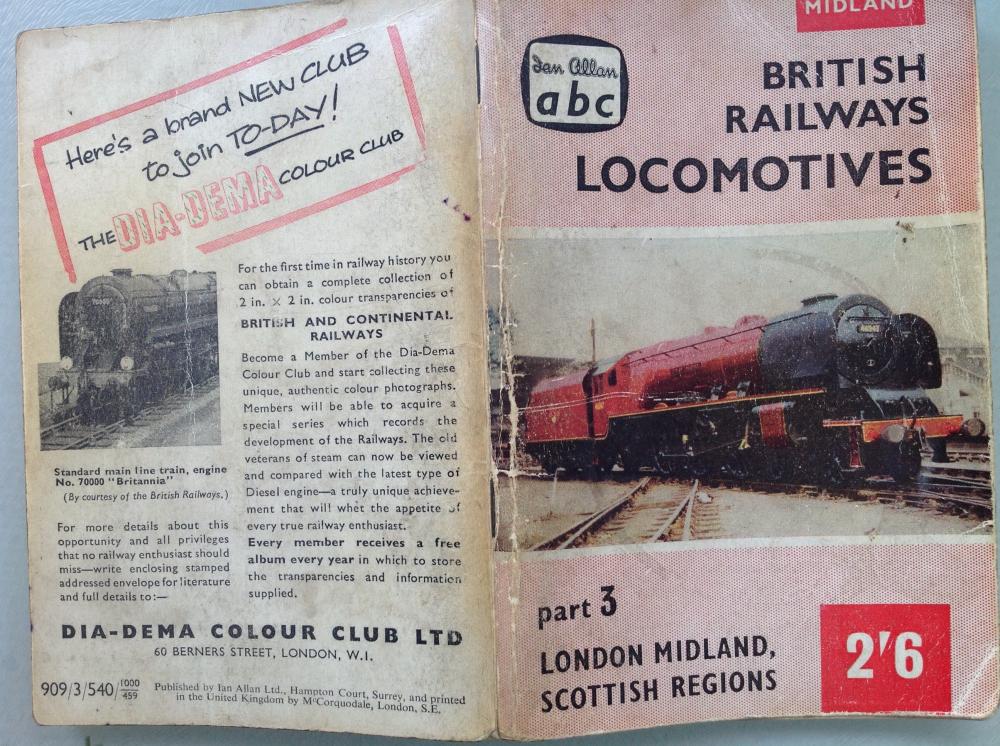 Here's a brand NEW CLUB
to join TO-DAY!
THE DIA-DEMA COLOUR CLUB
For the first time in railway history you
can obtain a complete collection of
2 in. × 2 in. colour transparencies of
BRITISH AND CONTINENTAL
RAILWAYS
Become a Member of the Dia-Dema
Colour Club and start collecting these
unique, authentic colour photographs.
Members will be able to acquire a
special series which records the
development of the Railways. The old
veterans of steam can now be viewed
and compared with the latest type of
Diesel engine—a truly unique achieve-
ment that will whet the appetite of
every true railway enthusiast.
Every member receives a free
album every year in which to store
the transparencies and information
supplied.
Standard main line train, engine
No. 70000 "Britannia"
(By courtesy of the British Railways.)
For more details about this
opportunity and all privileges
that no railway enthusiast should
miss—write enclosing stamped
addressed envelope for literature
and full details to:—
DIA-DEMA COLOUR CLUB LTD
60 BERNERS STREET, LONDON, W.I.
909/3/540/1000/459
Published by Ian Allan Ltd., Hampton Court, Surrey, and printed
in the United Kingdom by McCorquodale, London, S.E.
MIDLAND
Ian Allan
abc
BRITISH
RAILWAYS
LOCOMOTIVES
part 3
LONDON MIDLAND,
SCOTTISH REGIONS
2'6